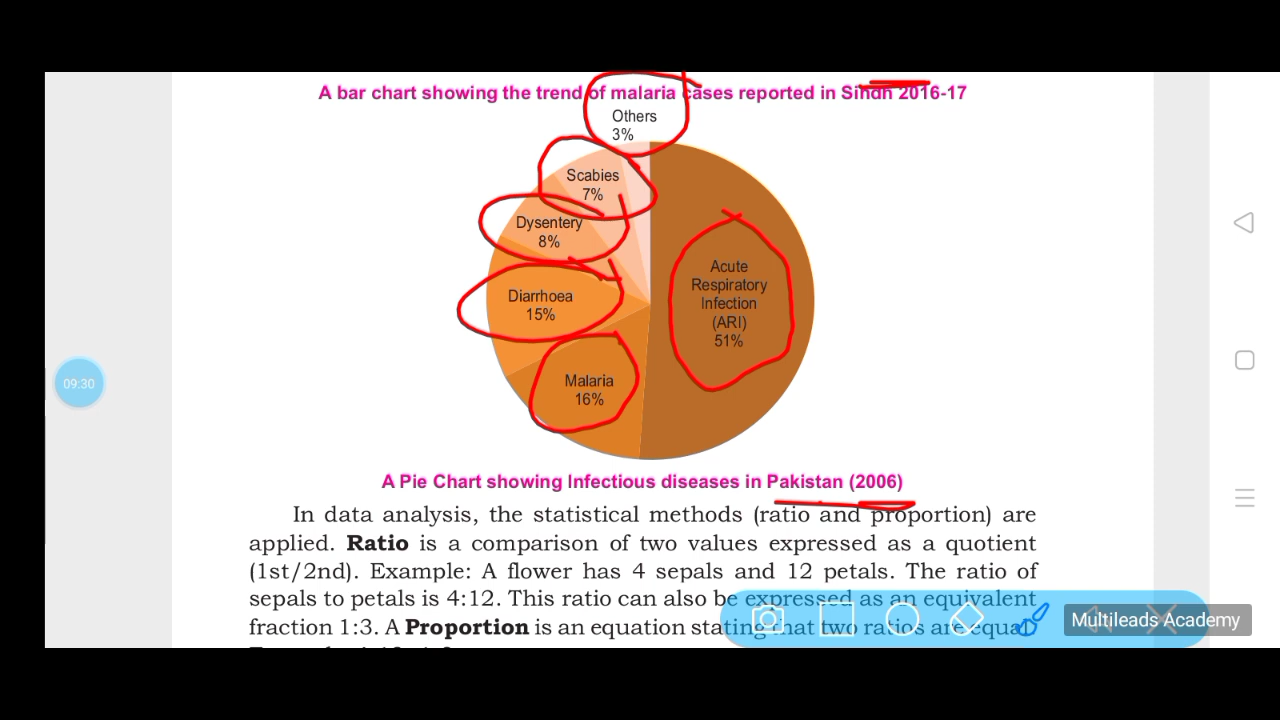 A bar chart showing the trend of malaria cases reported in Sindh 2016-17
Others
3%
Scabies
7%
Dysentery
8%
Diarrhoea
15%
Malaria
16%
Acute
Respiratory
Infection
(ARI)
51%
09:30
A Pie Chart showing Infectious diseases in Pakistan (2006)
In data analysis, the statistical methods (ratio and proportion) are
applied. Ratio is a comparison of two values expressed as a quotient
(1st/2nd). Example: A flower has 4 sepals and 12 petals. The ratio of
sepals to petals is 4:12. This ratio can also be expressed as an equivalent
fraction 1:3. A Proportion is an equation stating that two ratios are equal.
Multileads Academy